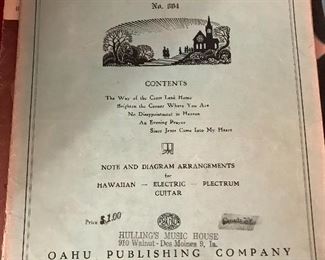 No. 884
CONTENTS
The Way of the Cross Leads Home
Brighten the Corner Where You Are
No Disappointment in Heaven
An Evening Prayer
Since Jesus Came Into My Heart
NOTE AND DIAGRAM ARRANGEMENTS
for
HAWAIIAN — ELECTRIC — PLECTRUM
GUITAR
Price $1.00
HULLING'S MUSIC HOUSE
910 Walnut - Des Moines 9, Ia.
OAHU PUBLISHING COMPANY